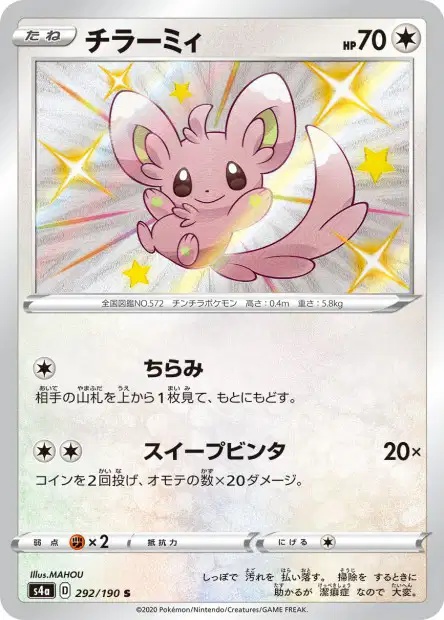 たね チラーミィ HP70
全国図鑑NO.572 チンチラポケモン 高さ：0.4m 重さ：5.8kg
ちらみ
相手の山札を上から1枚見て、もとにもどす。
スイープビンタ 20×
コインを2回投げ、オモテの数×20ダメージ。
弱点 ×2 抵抗力 にげる
Illus.MAHOU
s4a D 292/190 S
しっぽで 汚れを 払い落す。 掃除を するときに
助かるが 潔癖症 なので 大変。
©2020 Pokémon/Nintendo/Creatures/GAME FREAK.